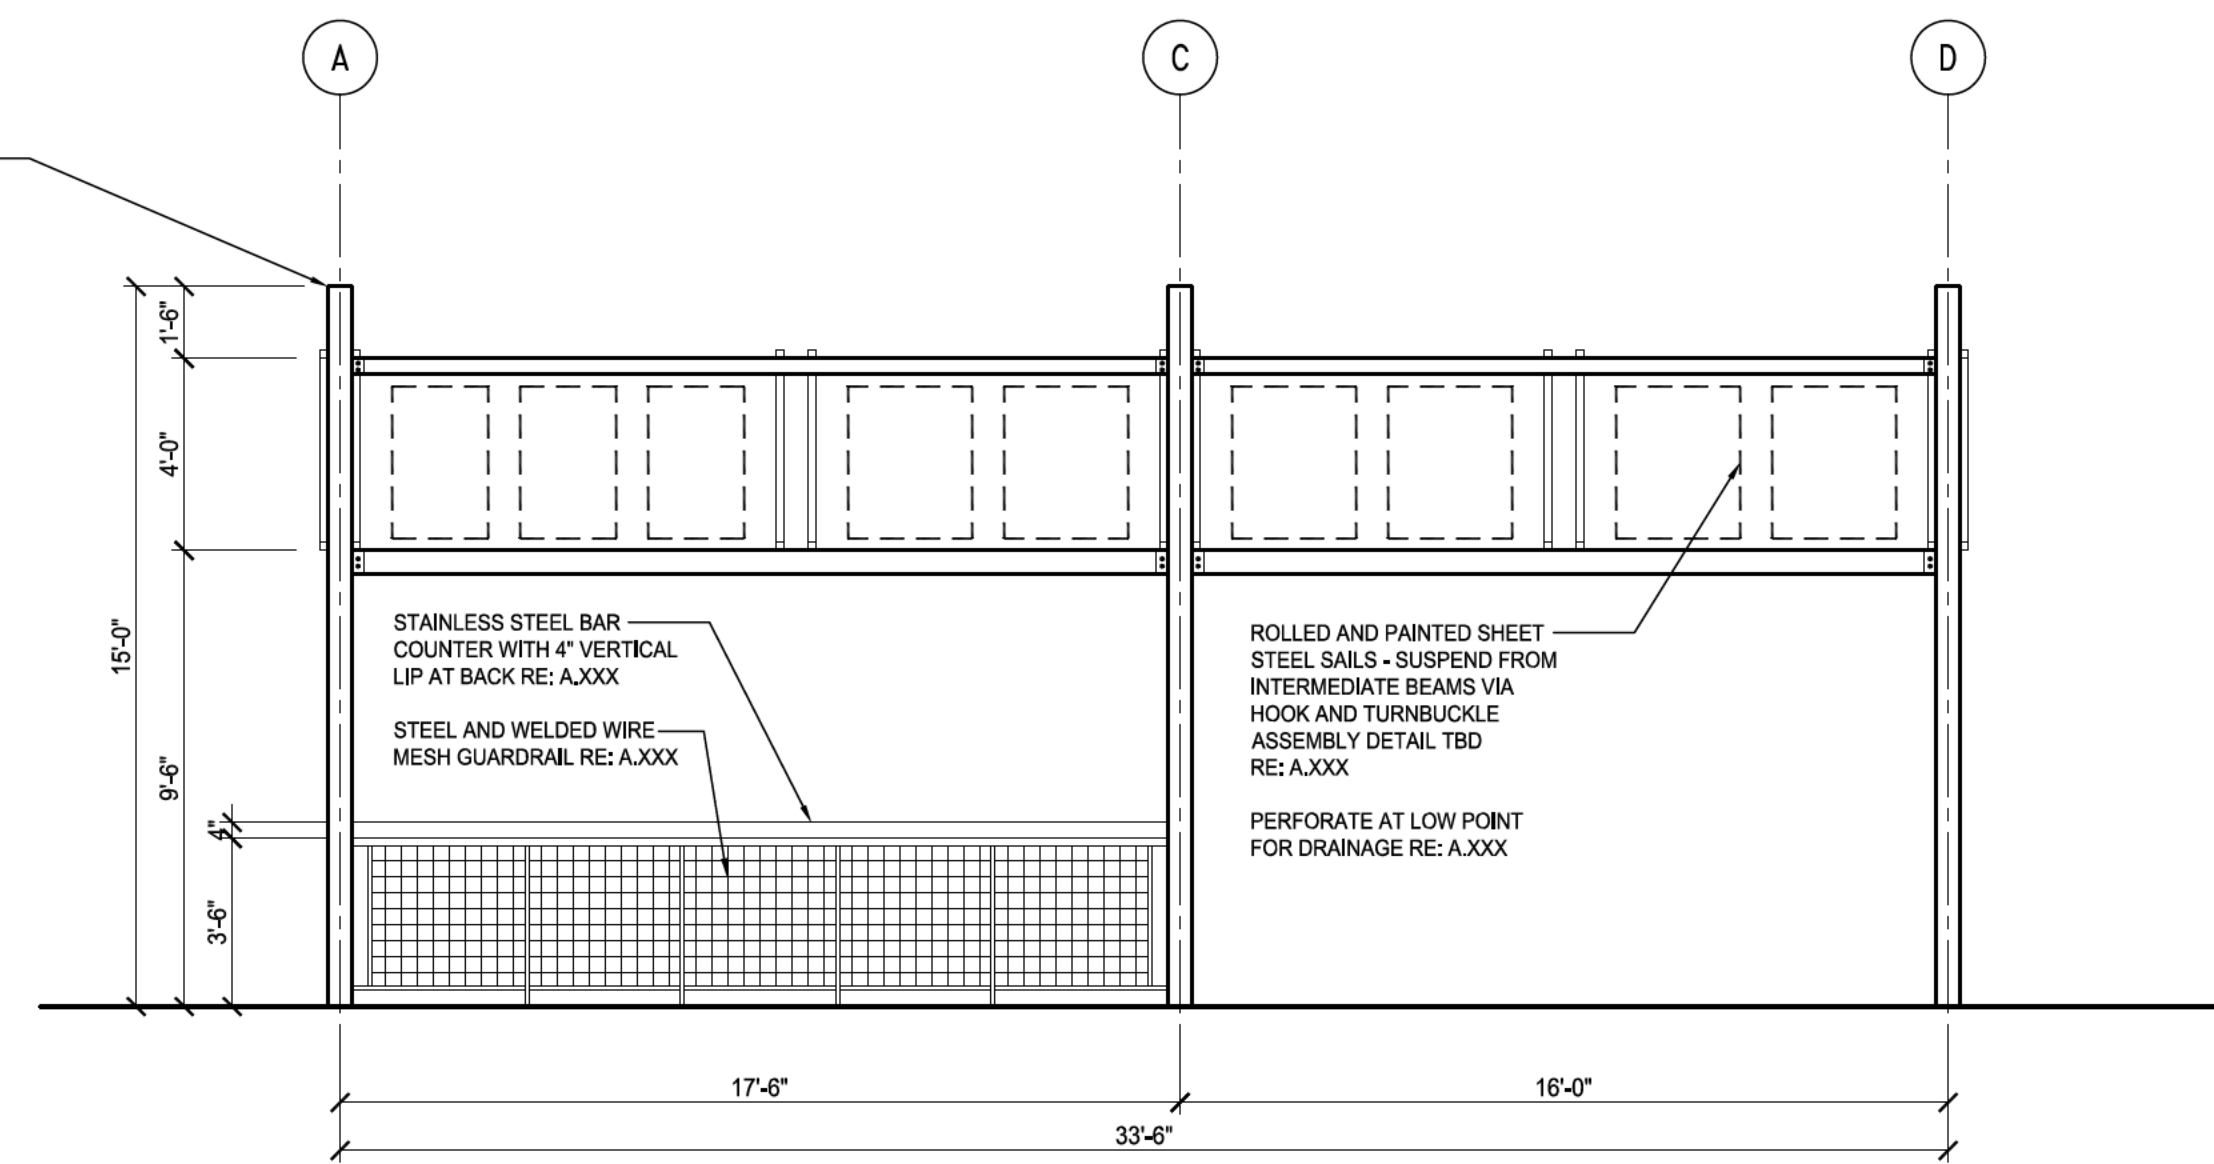 A
C
D
1'-6"
4'-0"
15'-0"
9'-6"
4"
3'-6"
STAINLESS STEEL BAR
COUNTER WITH 4" VERTICAL
LIP AT BACK RE: A.XXX
STEEL AND WELDED WIRE
MESH GUARDRAIL RE: A.XXX
ROLLED AND PAINTED SHEET
STEEL SAILS - SUSPEND FROM
INTERMEDIATE BEAMS VIA
HOOK AND TURNBUCKLE
ASSEMBLY DETAIL TBD
RE: A.XXX
PERFORATE AT LOW POINT
FOR DRAINAGE RE: A.XXX
17'-6"
16'-0"
33'-6"